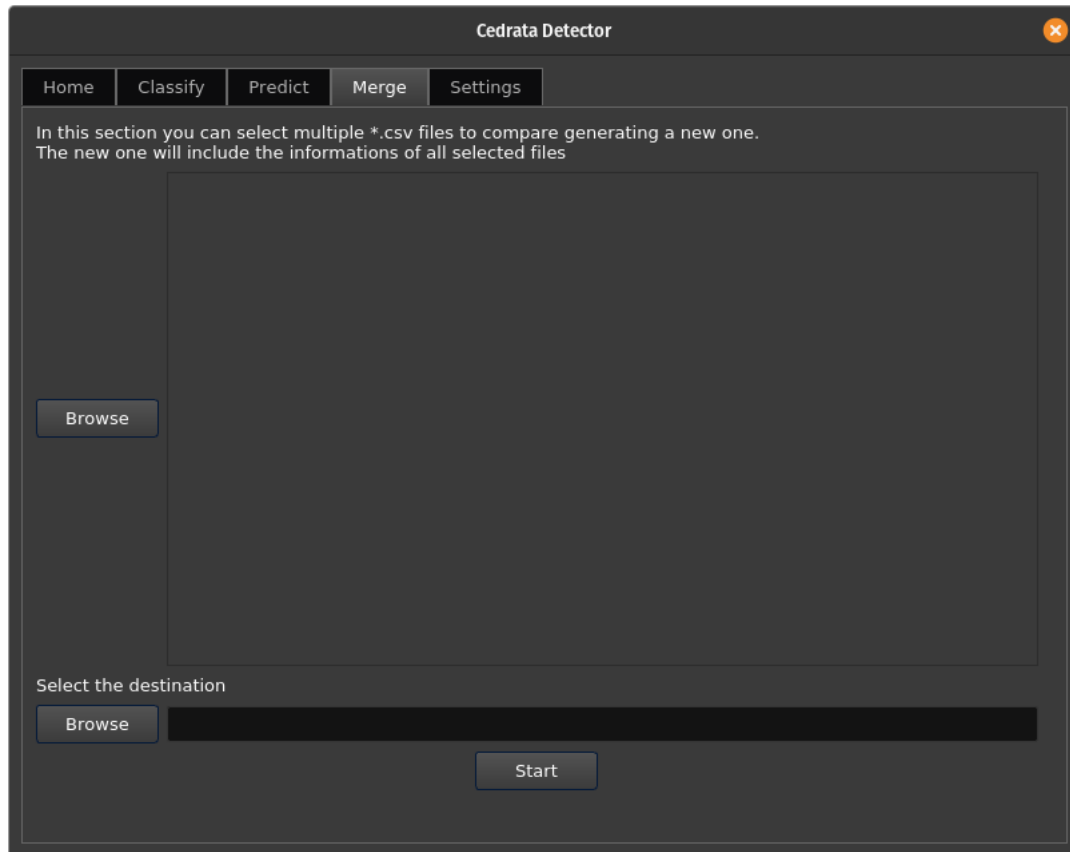 Cedrata Detector
Home Classify Predict Merge Settings
In this section you can select multiple *.csv files to compare generating a new one.
The new one will include the informations of all selected files
Browse
Select the destination
Browse
Start